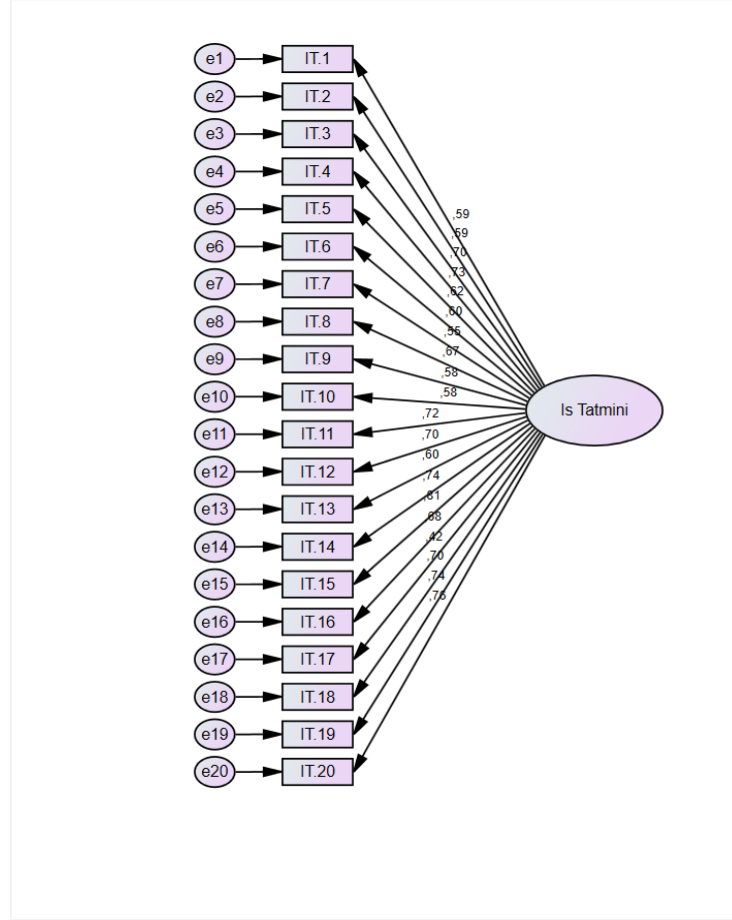 e1 IT.1
e2 IT.2
e3 IT.3
e4 IT.4
e5 IT.5
e6 IT.6
e7 IT.7
e8 IT.8
e9 IT.9
e10 IT.10
e11 IT.11
e12 IT.12
e13 IT.13
e14 IT.14
e15 IT.15
e16 IT.16
e17 IT.17
e18 IT.18
e19 IT.19
e20 IT.20
,59
,59
,70
,73
,62
,60
,55
,67
,58
,58
,72
,70
,60
,74
,68
,42
,70
,74
Is Tatmini